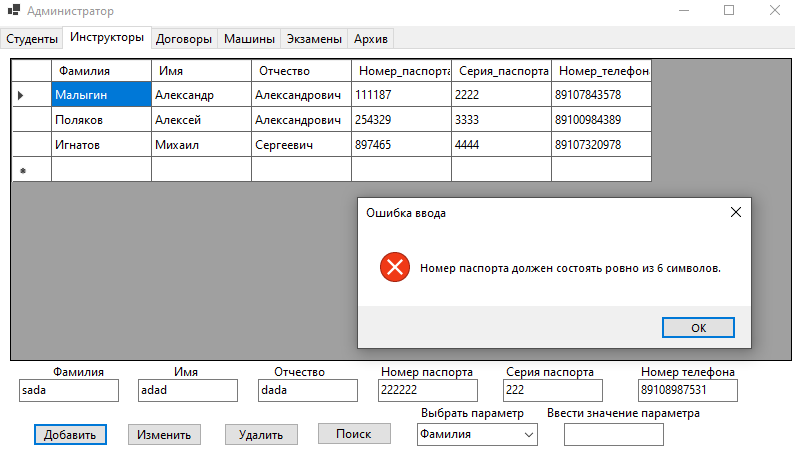 Администратор
Студенты Инструкторы Договоры Машины Экзамены Архив
Фамилия Имя Отчество Номер_паспорта Серия_паспорта Номер_телефон
Малыгин Александр Александрович 111187 2222 89107843578
Поляков Алексей Александрович 254329 3333 89100984389
Игнатов Михаил Сергеевич 897465 4444 89107320978
Ошибка ввода
Номер паспорта должен состоять ровно из 6 символов.
ОК
Фамилия Имя Отчество Номер паспорта Серия паспорта Номер телефона
sada adad dada 222222 222 89108987531
Выбрать параметр Ввести значение параметра
Добавить Изменить Удалить Поиск Фамилия